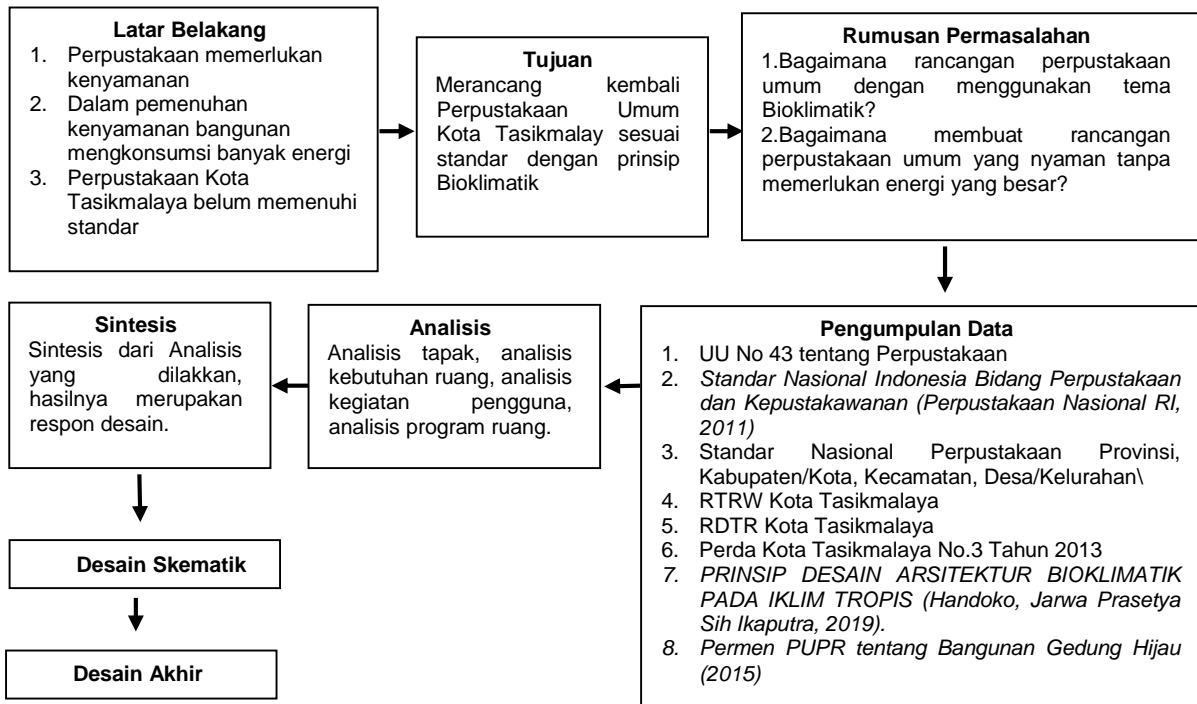 Latar Belakang
1. Perpustakaan memerlukan
kenyamanan
2. Dalam pemenuhan
kenyamanan bangunan
mengkonsumsi banyak energi
3. Perpustakaan Kota
Tasikmalaya belum memenuhi
standar
Tujuan
Merancang kembali
Perpustakaan Umum
Kota Tasikmalay sesuai
standar dengan prinsip
Bioklimatik
Rumusan Permasalahan
1.Bagaimana rancangan perpustakaan
umum dengan menggunakan tema
Bioklimatik?
2.Bagaimana membuat rancangan
perpustakaan umum yang nyaman tanpa
memerlukan energi yang besar?
Pengumpulan Data
1. UU No 43 tentang Perpustakaan
2. Standar Nasional Indonesia Bidang Perpustakaan
dan Kepustakawanan (Perpustakaan Nasional RI,
2011)
3. Standar Nasional Perpustakaan Provinsi,
Kabupaten/Kota, Kecamatan, Desa/Kelurahan\
4. RTRW Kota Tasikmalaya
5. RDTR Kota Tasikmalaya
6. Perda Kota Tasikmalaya No.3 Tahun 2013
7. PRINSIP DESAIN ARSITEKTUR BIOKLIMATIK
PADA IKLIM TROPIS (Handoko, Jarwa Prasetya
Sih Ikaputra, 2019).
8. Permen PUPR tentang Bangunan Gedung Hijau
(2015)
Analisis
Analisis tapak, analisis
kebutuhan ruang, analisis
kegiatan pengguna,
analisis program ruang.
Sintesis
Sintesis dari Analisis
yang dilakkan,
hasilnya merupakan
respon desain.
Desain Skematik
Desain Akhir